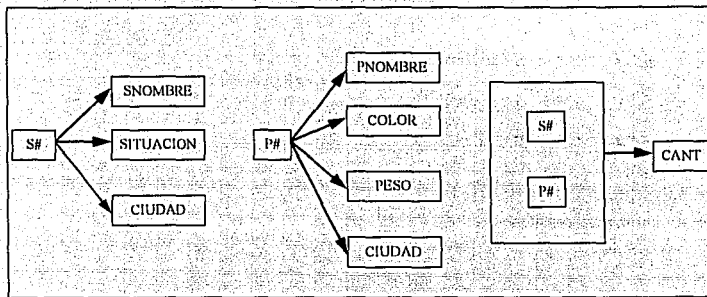 S#
SNOMBRE
SITUACION
CIUDAD
P#
PNOMBRE
COLOR
PESO
CIUDAD
S#
P#
CANT